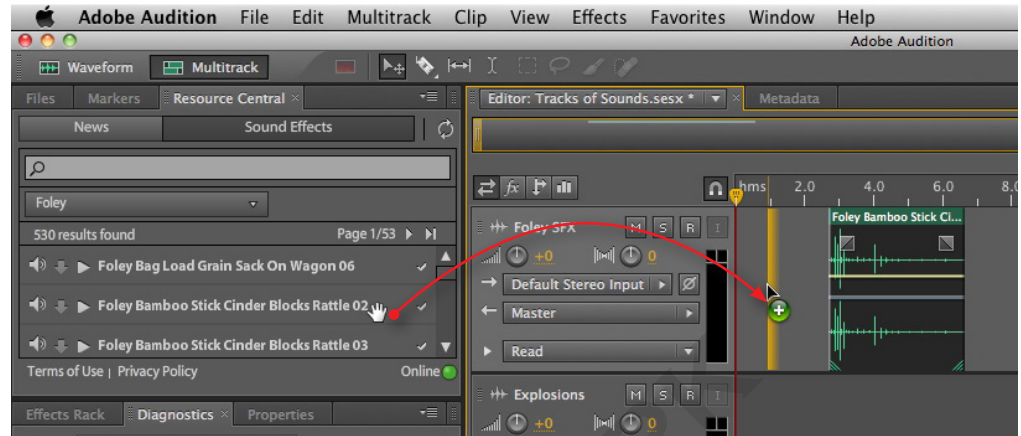 Adobe Audition File Edit Multitrack Clip View Effects Favorites Window Help
Adobe Audition
Waveform Multitrack
Files Markers Resource Central × Editor: Tracks of Sounds.sesx * × Metadata
News Sound Effects
Foley hms 2.0 4.0 6.0 8.0
530 results found Page 1/53 Foley SFX M S R I Foley Bamboo Stick Ci...
Foley Bag Load Grain Sack On Wagon 06 +0 0
Default Stereo Input
Foley Bamboo Stick Cinder Blocks Rattle 02 Master
Foley Bamboo Stick Cinder Blocks Rattle 03 Read
Terms of Use | Privacy Policy Online
Explosions M S R I
Effects Rack Diagnostics × Properties
+0 0